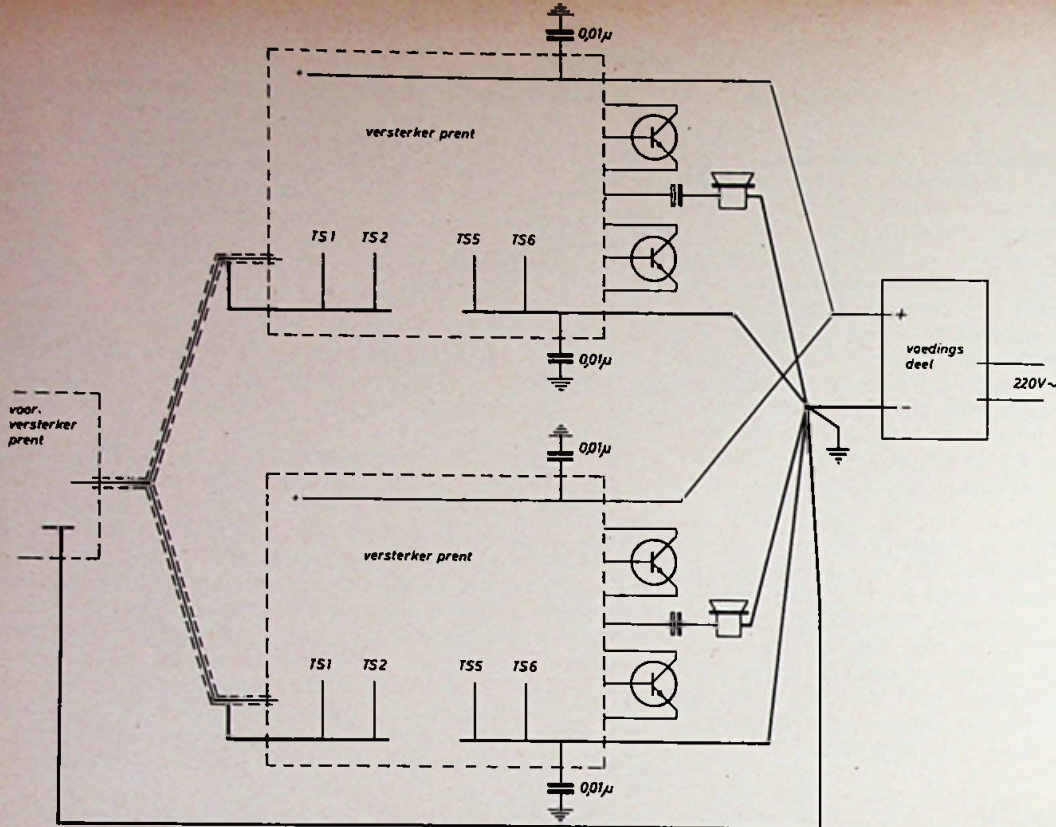 0,01µ
+
versterker prent
TS1 TS2 TS5 TS6
0,01µ
+
voedings
deel
220V~
-
voor.
versterker
prent
0,01µ
+
versterker prent
TS1 TS2 TS5 TS6
0,01µ